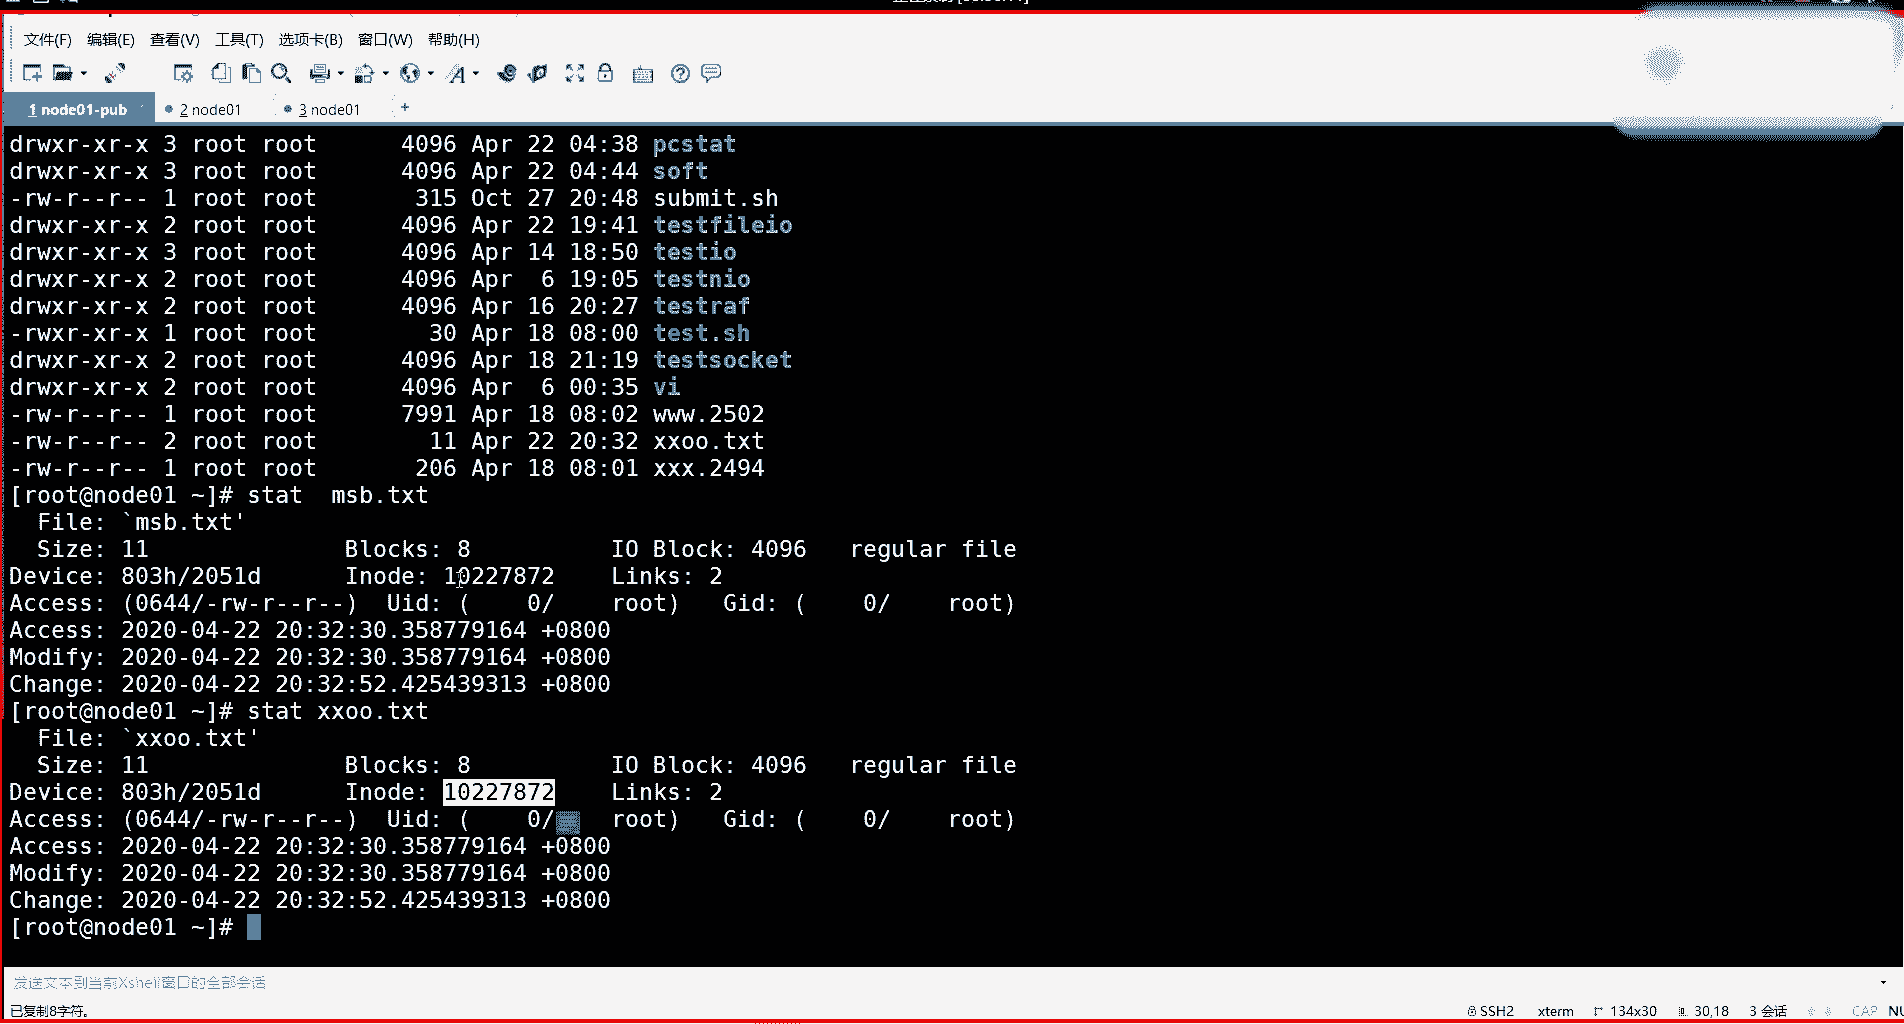 文件(F) 编辑(E) 查看(V) 工具(T) 选项卡(B) 窗口(W) 帮助(H)
1 node01-pub 2 node01 3 node01 +
drwxr-xr-x 3 root root 4096 Apr 22 04:38 pcstat
drwxr-xr-x 3 root root 4096 Apr 22 04:44 soft
-rw-r--r-- 1 root root 315 Oct 27 20:48 submit.sh
drwxr-xr-x 2 root root 4096 Apr 22 19:41 testfileio
drwxr-xr-x 3 root root 4096 Apr 14 18:50 testio
drwxr-xr-x 2 root root 4096 Apr 6 19:05 testnio
drwxr-xr-x 2 root root 4096 Apr 16 20:27 testraf
-rwxr-xr-x 1 root root 30 Apr 18 08:00 test.sh
drwxr-xr-x 2 root root 4096 Apr 18 21:19 testsocket
drwxr-xr-x 2 root root 4096 Apr 6 00:35 vi
-rw-r--r-- 1 root root 7991 Apr 18 08:02 www.2502
-rw-r--r-- 2 root root 11 Apr 22 20:32 xxoo.txt
-rw-r--r-- 1 root root 206 Apr 18 08:01 xxx.2494
[root@node01 ~]# stat  msb.txt
File: `msb.txt'
Size: 11 Blocks: 8 IO Block: 4096 regular file
Device: 803h/2051d Inode: 10227872 Links: 2
Access: (0644/-rw-r--r--) Uid: ( 0/ root) Gid: ( 0/ root)
Access: 2020-04-22 20:32:30.358779164 +0800
Modify: 2020-04-22 20:32:30.358779164 +0800
Change: 2020-04-22 20:32:52.425439313 +0800
[root@node01 ~]# stat xxoo.txt
File: `xxoo.txt'
Size: 11 Blocks: 8 IO Block: 4096 regular file
Device: 803h/2051d Inode: 10227872 Links: 2
Access: (0644/-rw-r--r--) Uid: ( 0/ root) Gid: ( 0/ root)
Access: 2020-04-22 20:32:30.358779164 +0800
Modify: 2020-04-22 20:32:30.358779164 +0800
Change: 2020-04-22 20:32:52.425439313 +0800
[root@node01 ~]#
发送文本到当前Xshell窗口的全部会话
已复制8字符。 SSH2 xterm 134x30 30,18 3 会话 CAP